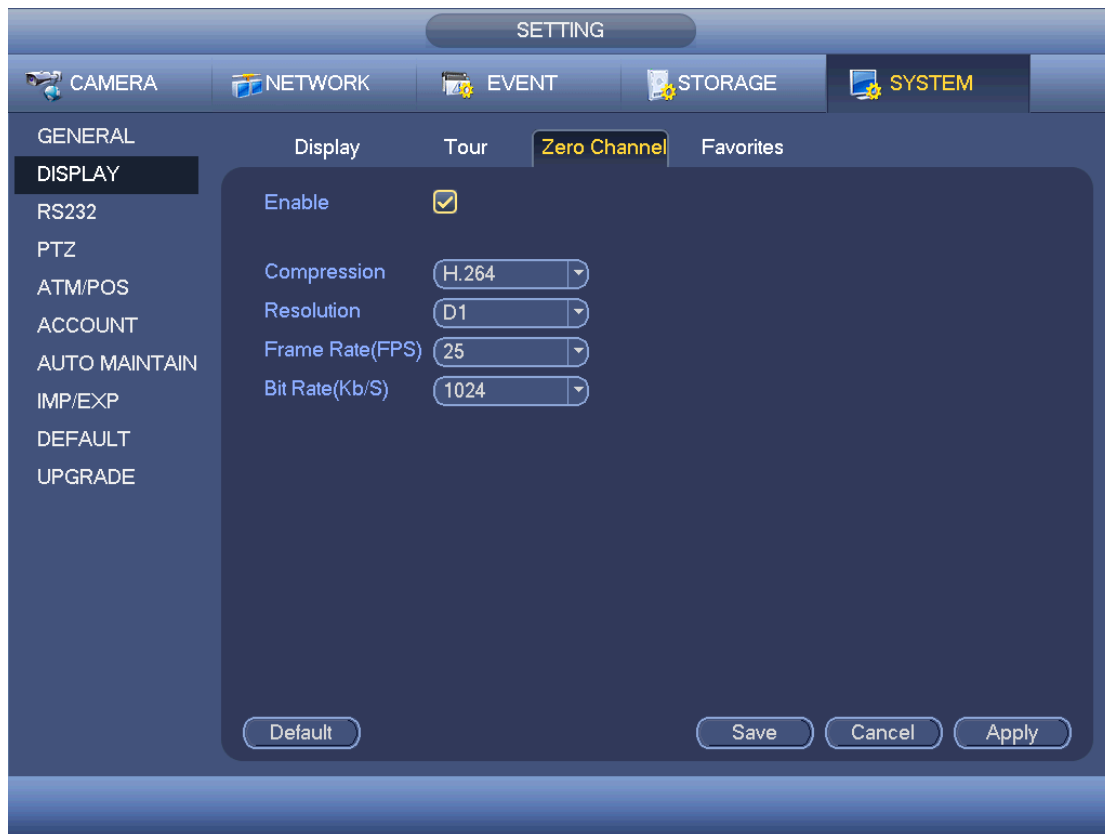 SETTING
CAMERA NETWORK EVENT STORAGE SYSTEM
GENERAL
DISPLAY
RS232
PTZ
ATM/POS
ACCOUNT
AUTO MAINTAIN
IMP/EXP
DEFAULT
UPGRADE
Display Tour Zero Channel Favorites
Enable
Compression H.264
Resolution D1
Frame Rate(FPS) 25
Bit Rate(Kb/S) 1024
Default Save Cancel Apply